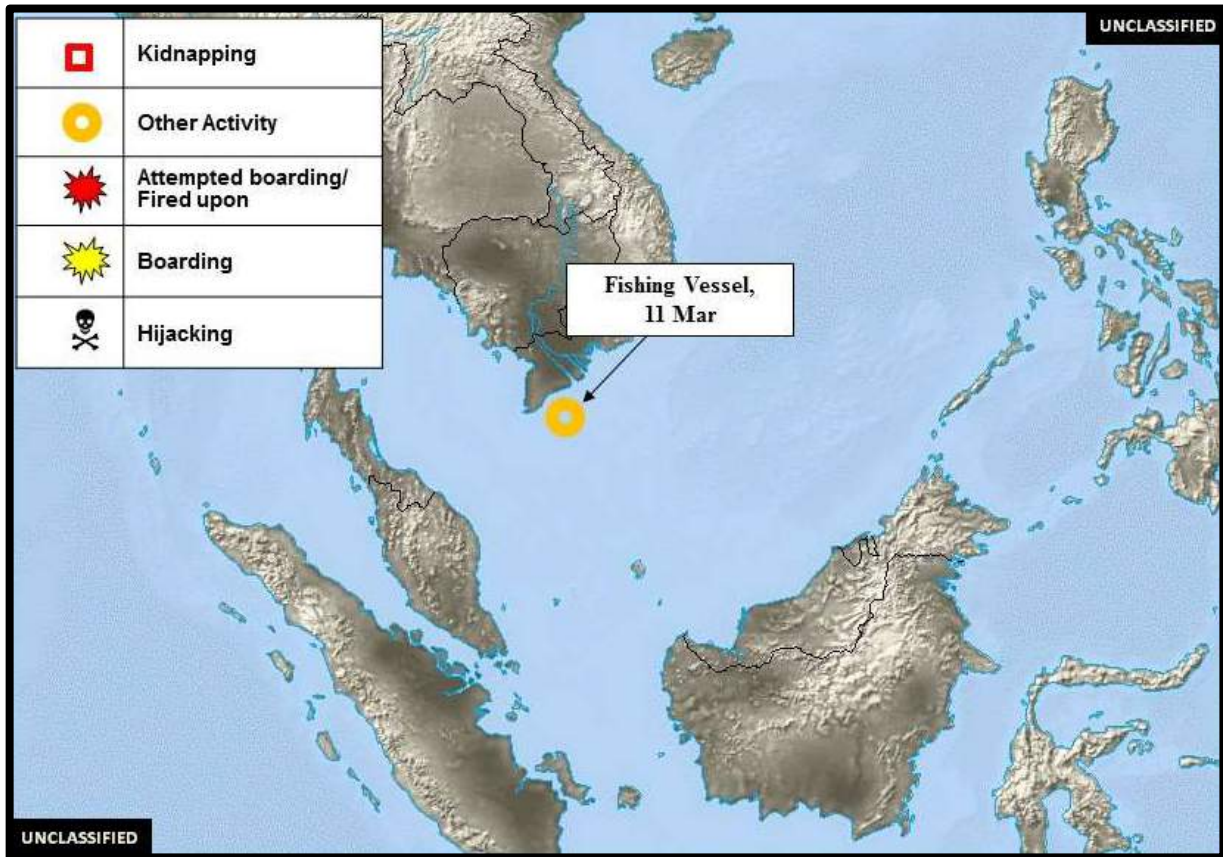 UNCLASSIFIED
Kidnapping
Other Activity
Attempted boarding/
Fired upon
Boarding
Hijacking
Fishing Vessel,
11 Mar
UNCLASSIFIED